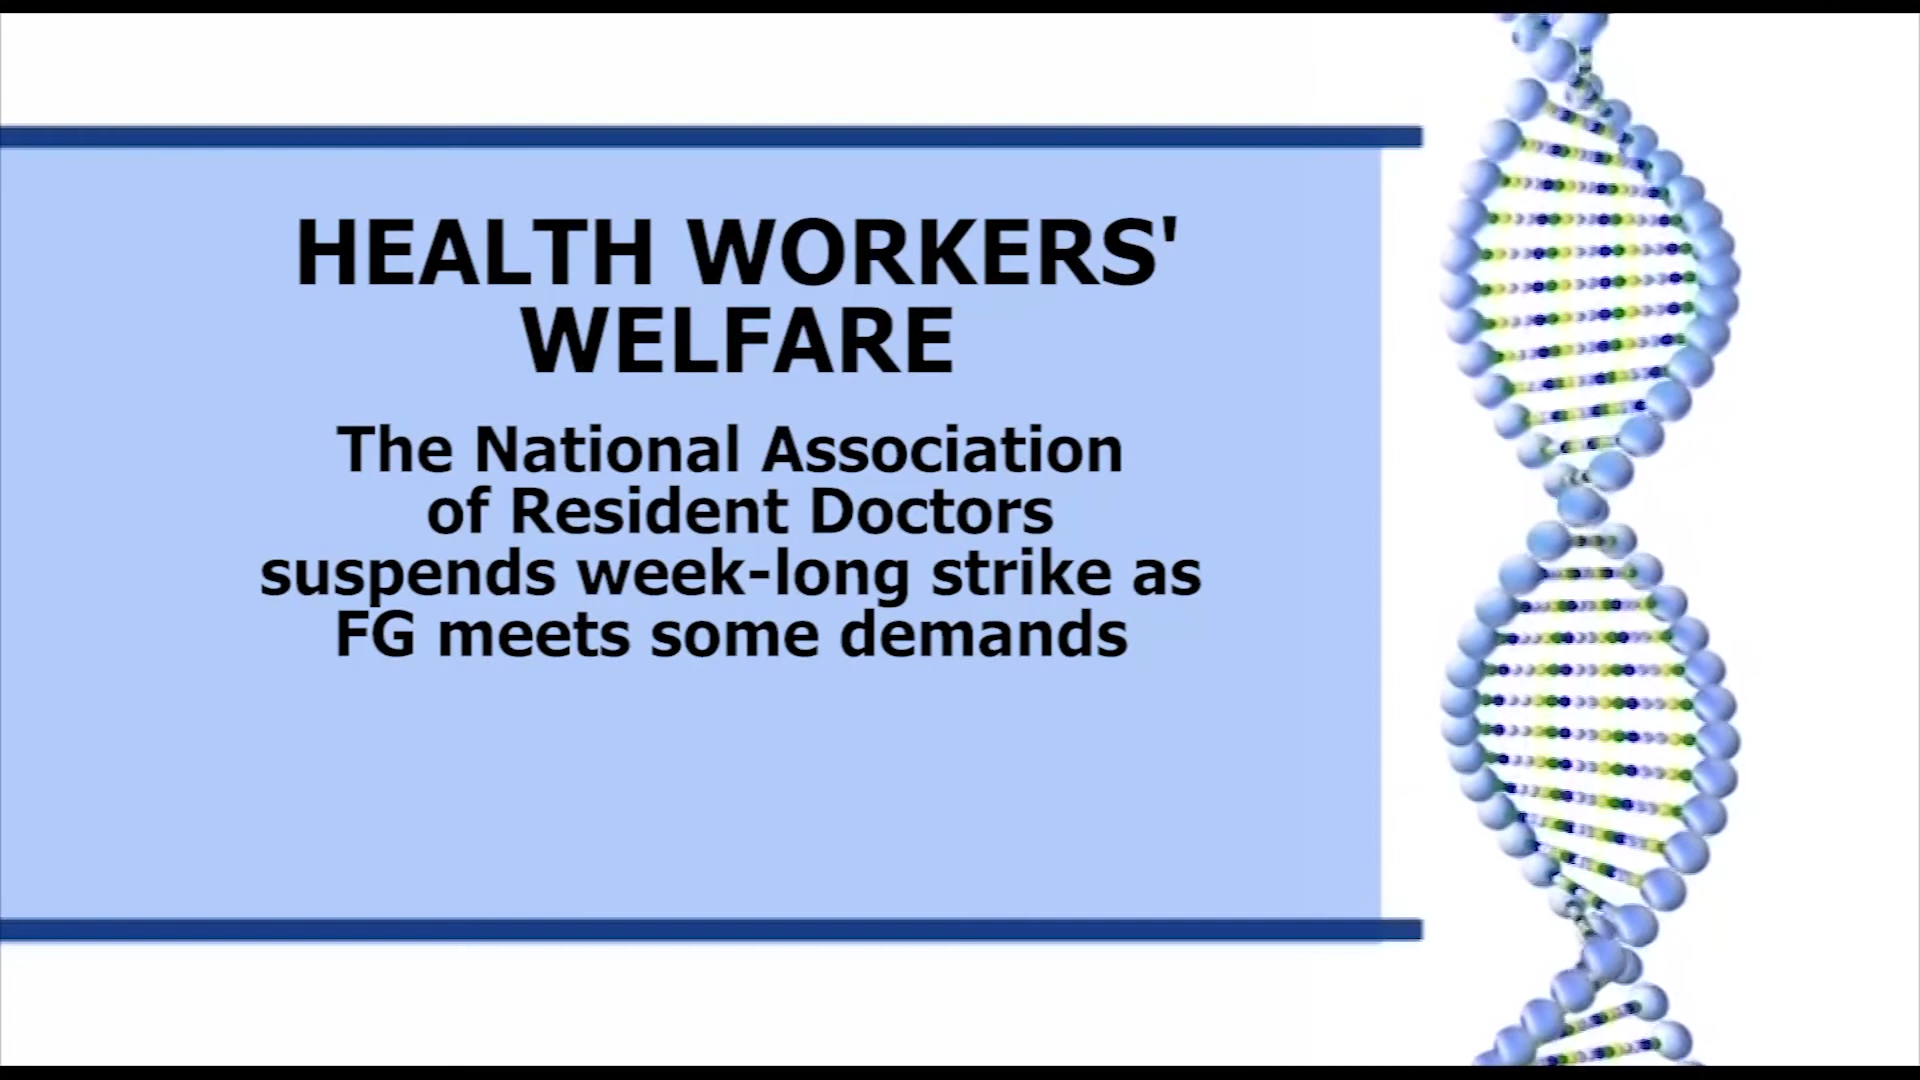 HEALTH WORKERS'
WELFARE
The National Association
of Resident Doctors
suspends week-long strike as
FG meets some demands